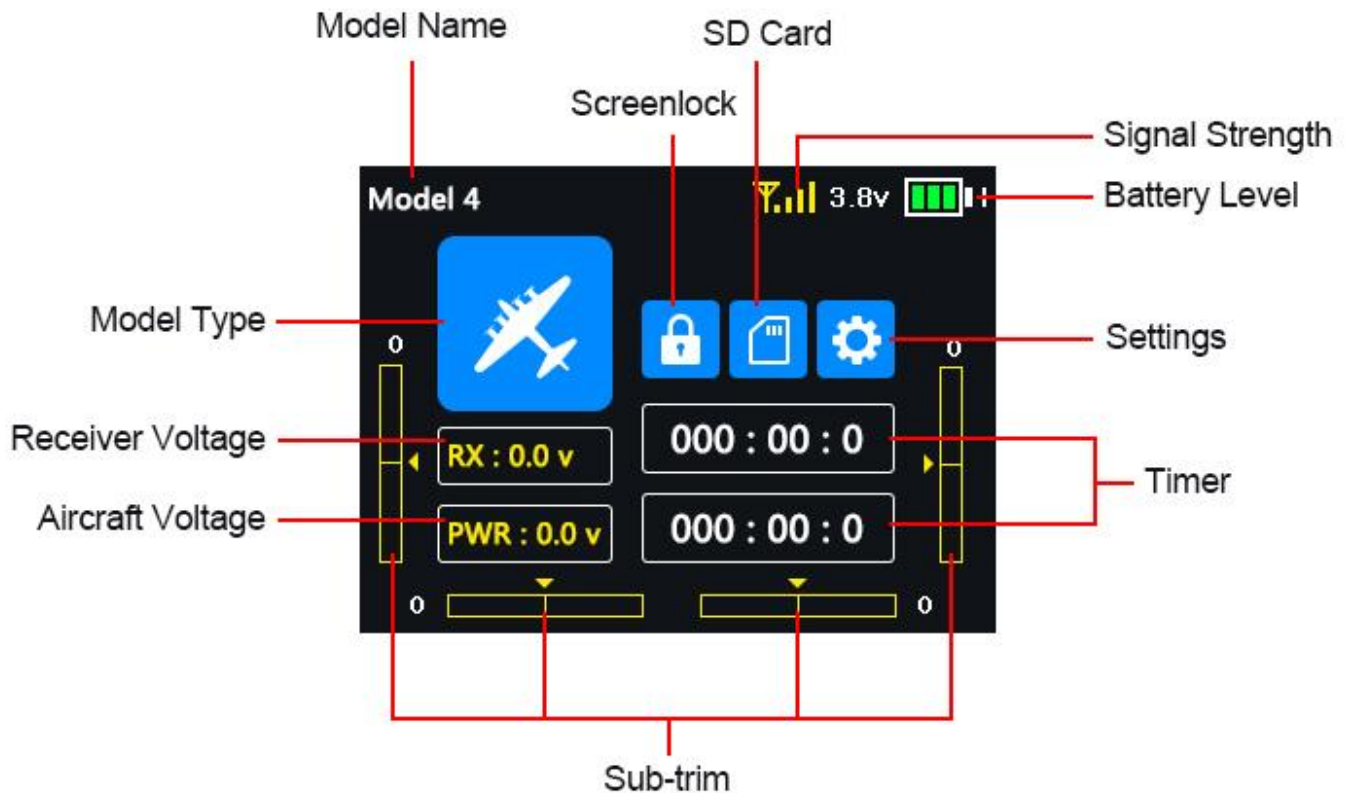 Model Name
SD Card
Screenlock
Signal Strength
Model 4
3.8v
Battery Level
Model Type
Settings
0
0
Receiver Voltage
RX : 0.0 v
000 : 00 : 0
Timer
Aircraft Voltage
PWR : 0.0 v
000 : 00 : 0
0
0
Sub-trim